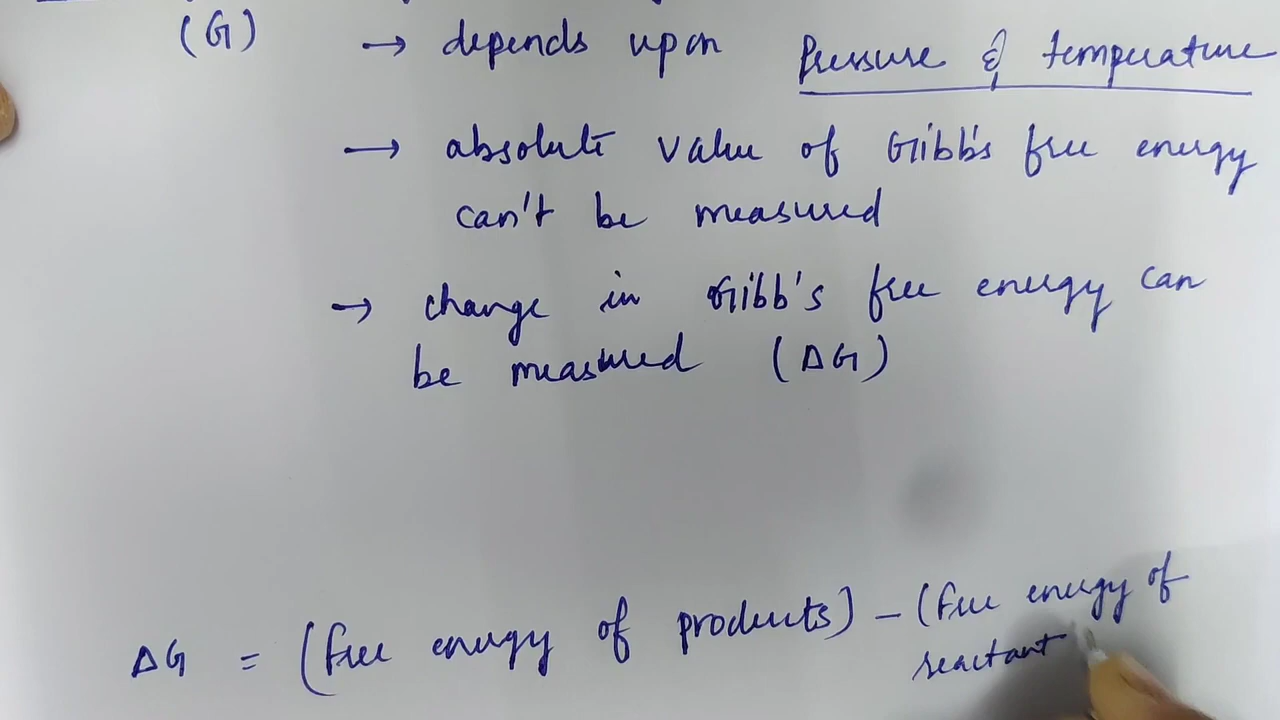 (G) → depends upon Pressure & temperature
→ absolute value of Gibb's free energy
can't be measured
→ change in Gibb's free energy can
be measured (ΔG)
ΔG = (free energy of products) - (free energy of
reactant